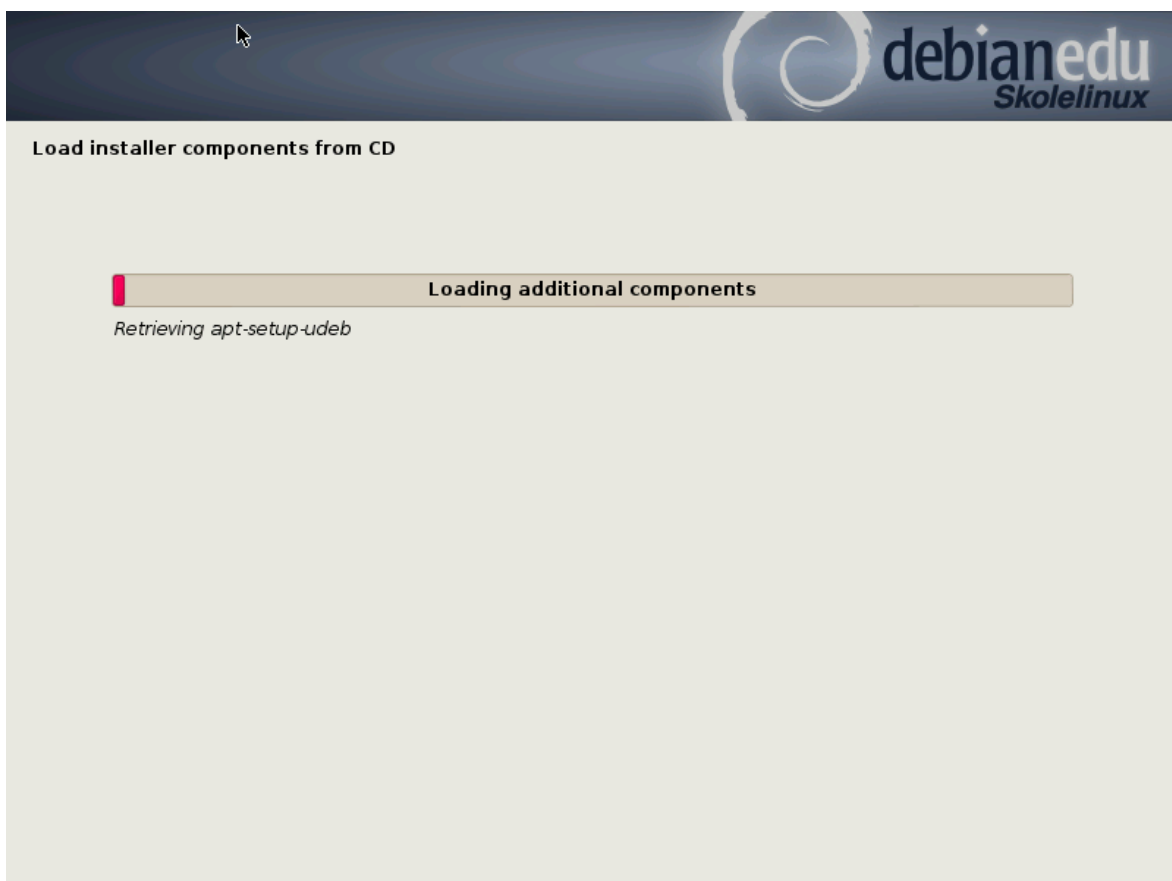 debianedu
Skolelinux
Load installer components from CD
Loading additional components
Retrieving apt-setup-udeb